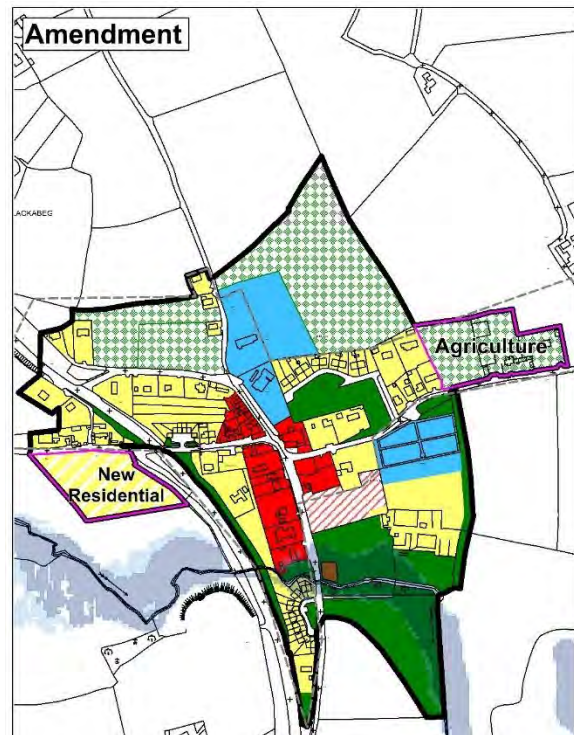 Amendment
LACKABEG
Agriculture
New
Residential